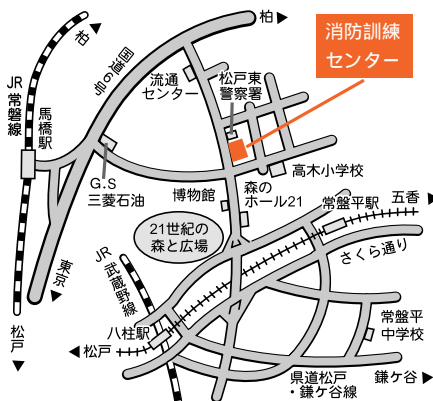 柏
柏
消防訓練
センター
国道6号
流通
センター
松戸東
警察署
JR
常磐線
馬橋駅
G.S
三菱石油
高木小学校
博物館
森の
ホール21
常盤平駅
五香
21世紀の
森と広場
さくら通り
東京
JR
武蔵野線
松戸
八柱駅
松戸
常盤平
中学校
県道松戸
・鎌ケ谷線
鎌ケ谷